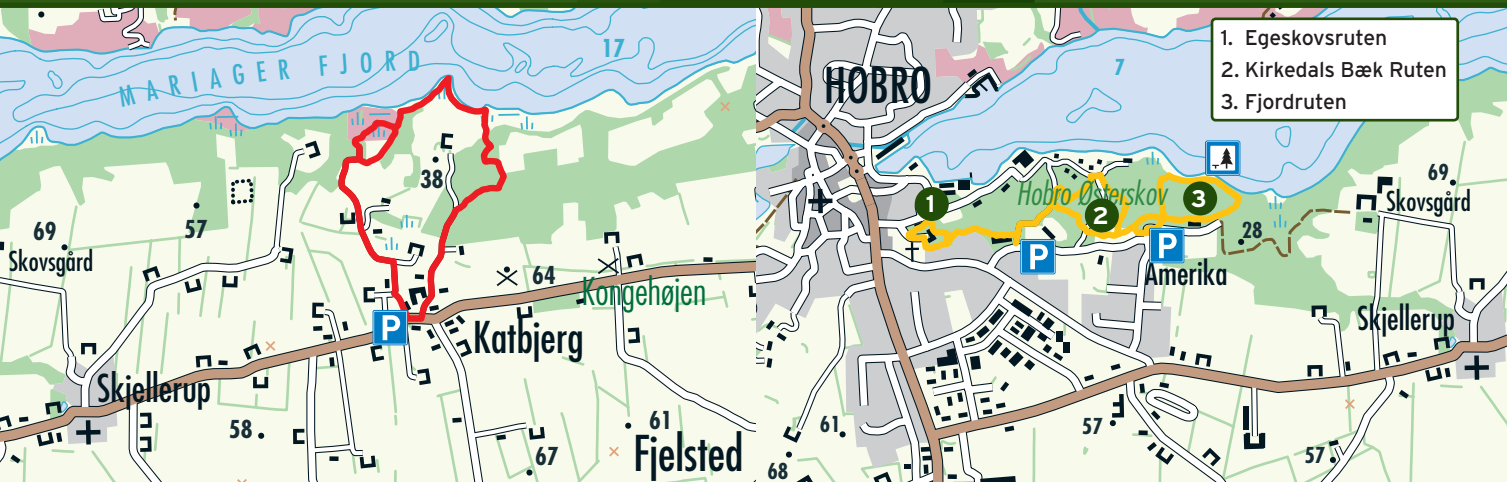 MARIAGER FJORD
17
38
69
Skovsgård
57
64
Kongehøjen
P
Katbjerg
Skjellerup
58
61
67
Fjelsted
HOBRO
7
1. Egeskovsruten
2. Kirkedals Bæk Ruten
3. Fjordruten
1
Hobro Østerskov
2
3
P
P
Amerika
28
69
Skovsgård
Skjellerup
61
68
57
57